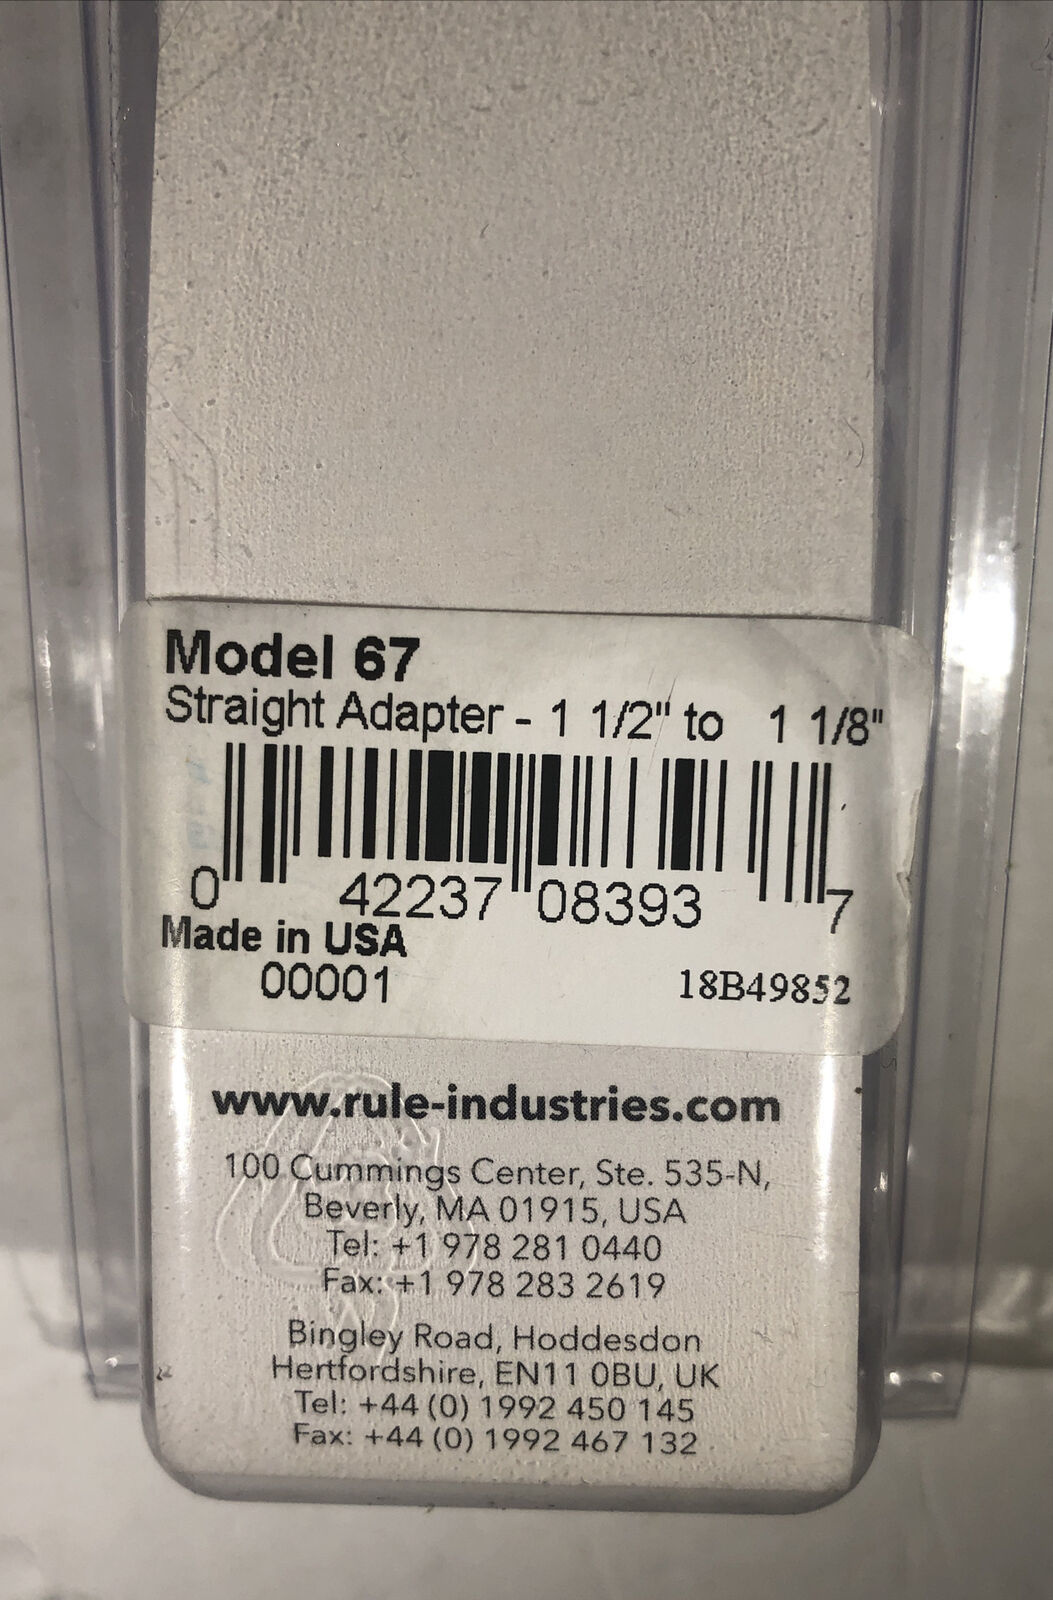 Model 67
Straight Adapter - 1 1/2" to 1 1/8"
0 42237 08393 7
Made in USA
00001 18B49852
www.rule-industries.com
100 Cummings Center, Ste. 535-N,
Beverly, MA 01915, USA
Tel: +1 978 281 0440
Fax: +1 978 283 2619
Bingley Road, Hoddesdon
Hertfordshire, EN11 0BU, UK
Tel: +44 (0) 1992 450 145
Fax: +44 (0) 1992 467 132